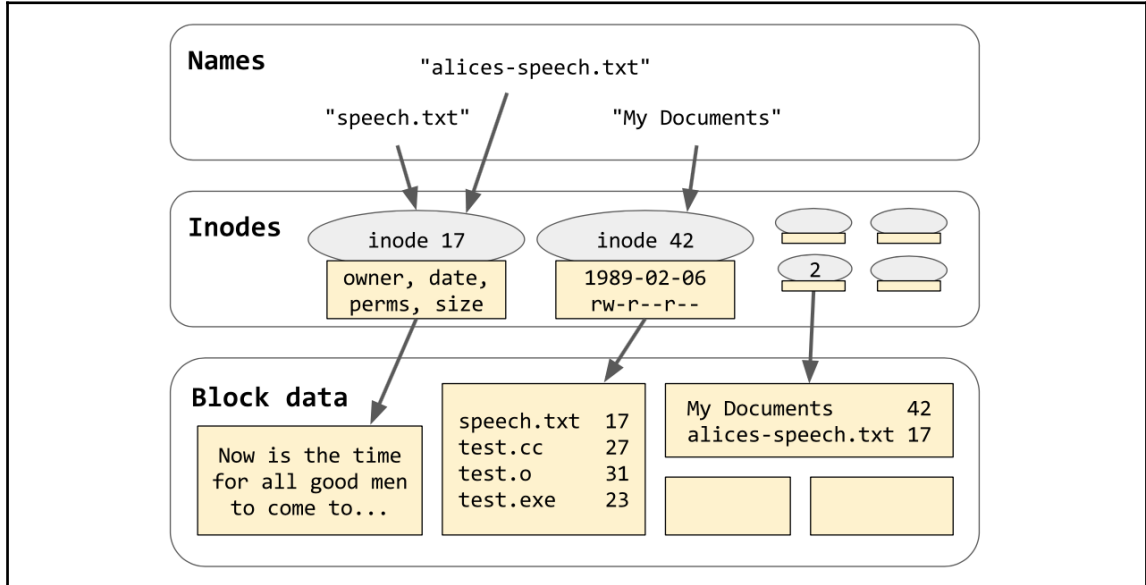 Names
"alices-speech.txt"
"speech.txt"
"My Documents"
Inodes
inode 17
owner, date,
perms, size
inode 42
1989-02-06
rw-r--r--
2
Block data
Now is the time
for all good men
to come to...
speech.txt 17
test.cc 27
test.o 31
test.exe 23
My Documents 42
alices-speech.txt 17